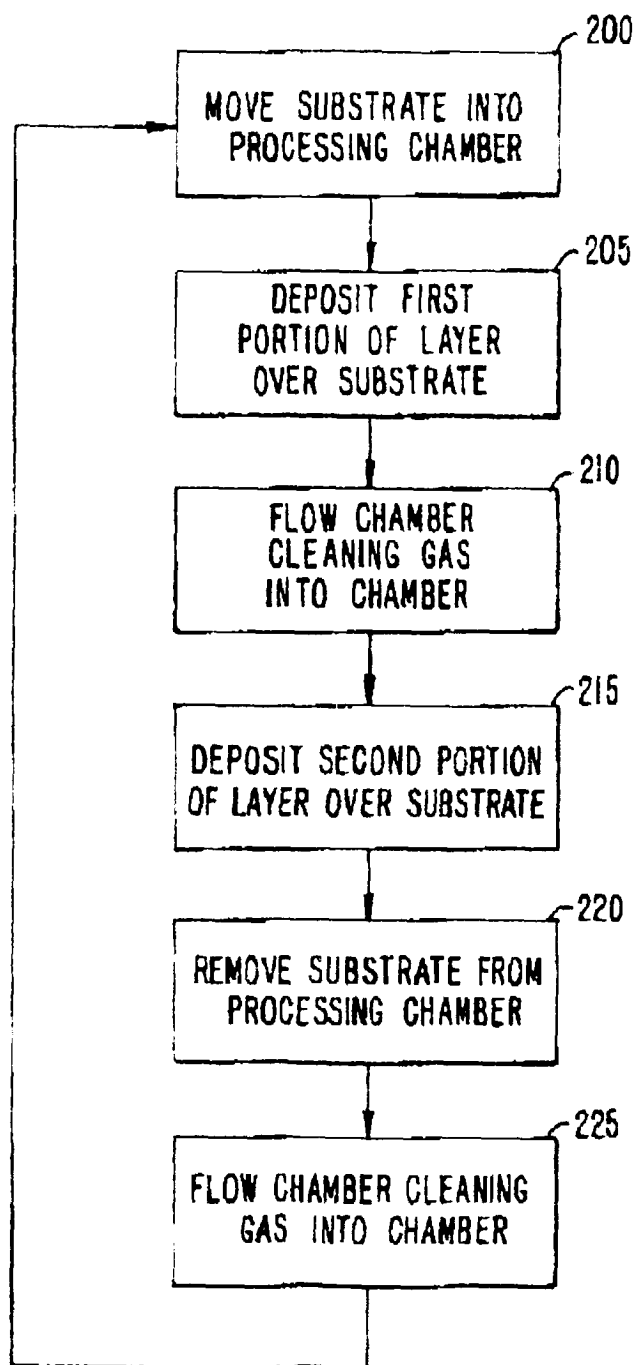 200
MOVE SUBSTRATE INTO
PROCESSING CHAMBER
205
DEPOSIT FIRST
PORTION OF LAYER
OVER SUBSTRATE
210
FLOW CHAMBER
CLEANING GAS
INTO CHAMBER
215
DEPOSIT SECOND PORTION
OF LAYER OVER SUBSTRATE
220
REMOVE SUBSTRATE FROM
PROCESSING CHAMBER
225
FLOW CHAMBER CLEANING
GAS INTO CHAMBER